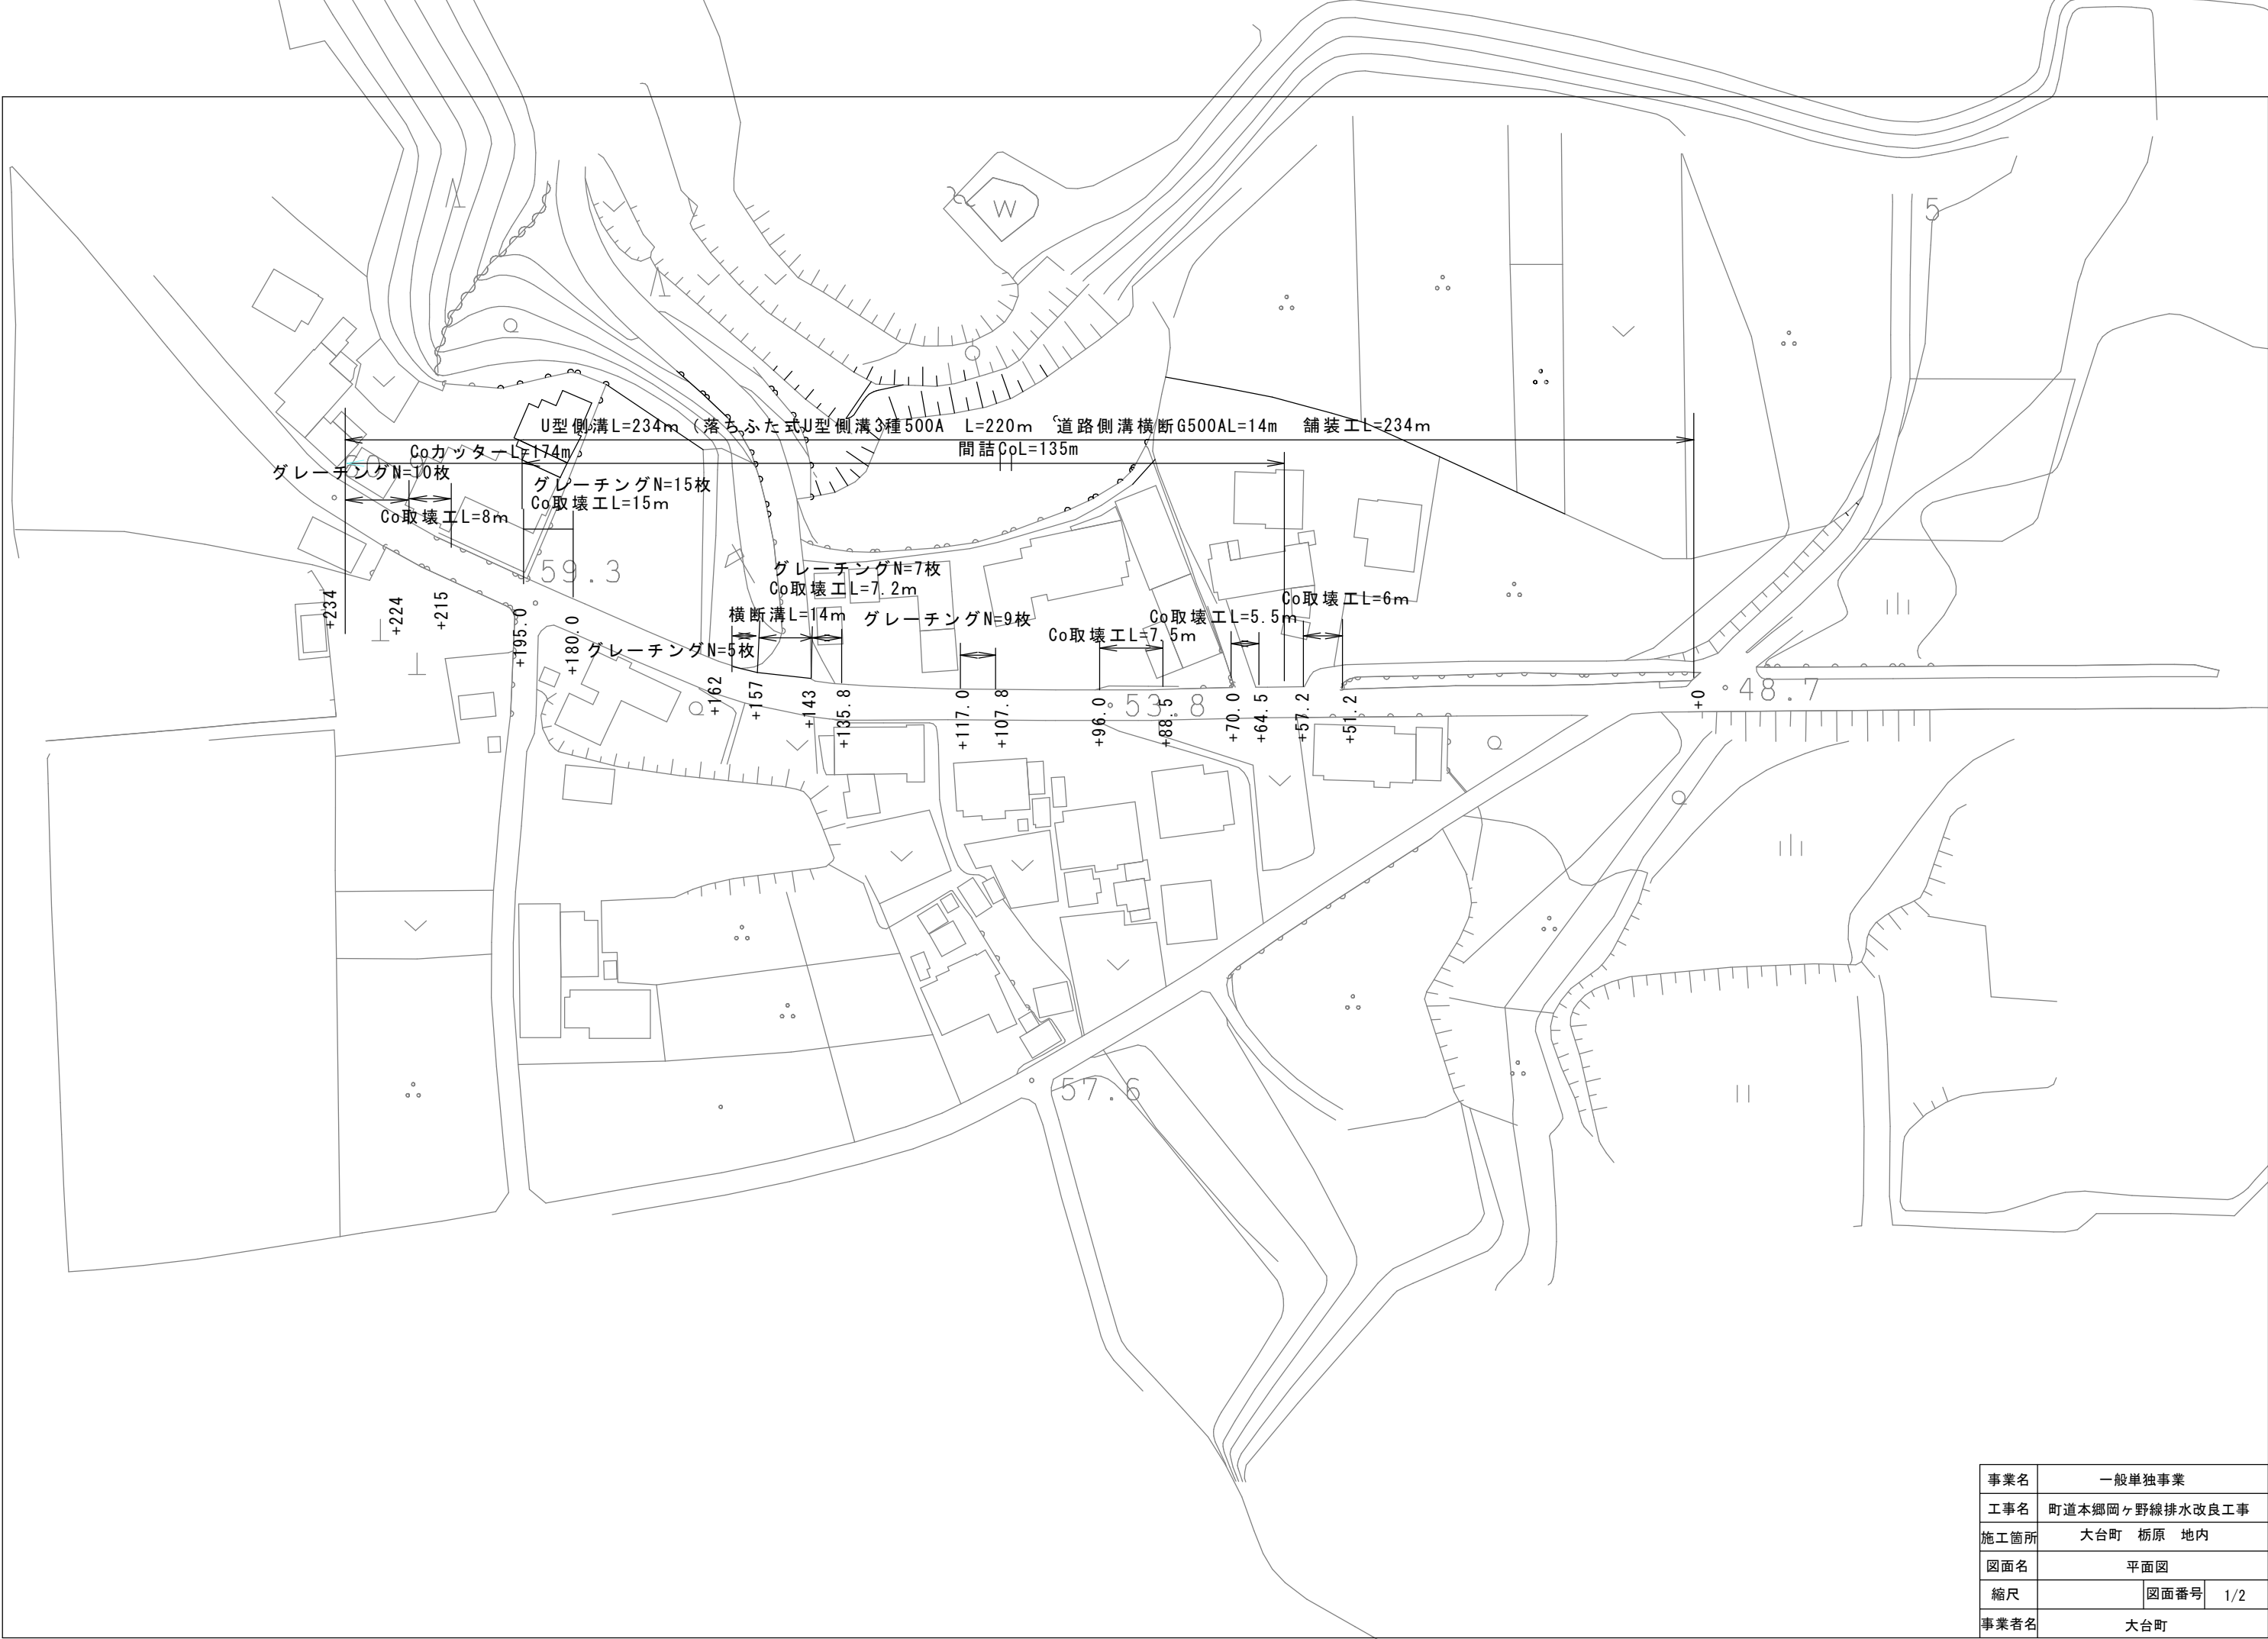 W
5
U型側溝L=234m（落ちふた式U型側溝3種500A　L=220m　道路側溝横断G500AL=14m　舗装工L=234m
間詰CoL=135m
Coカッター L=174m
グレーチングN=10枚
グレーチングN=15枚
Co取壊工L=15m
Co取壊工L=8m
59.3
グレーチングN=7枚
Co取壊工L=7.2m
横断溝L=14m
グレーチングN=9枚
Co取壊工L=6m
Co取壊工L=5.5m
Co取壊工L=7.5m
グレーチングN=5枚
+234
+224
+215
+195.0
+180.0
+162
+157
+143
+135.8
+117.0
+107.8
+96.0
+88.5
+70.0
+64.5
+57.2
+51.2
+0
53.8
48.7
57.6
事業名　一般単独事業
工事名　町道本郷岡ヶ野線排水改良工事
施工箇所　大台町　栃原　地内
図面名　平面図
縮尺　図面番号　1/2
事業者名　大台町